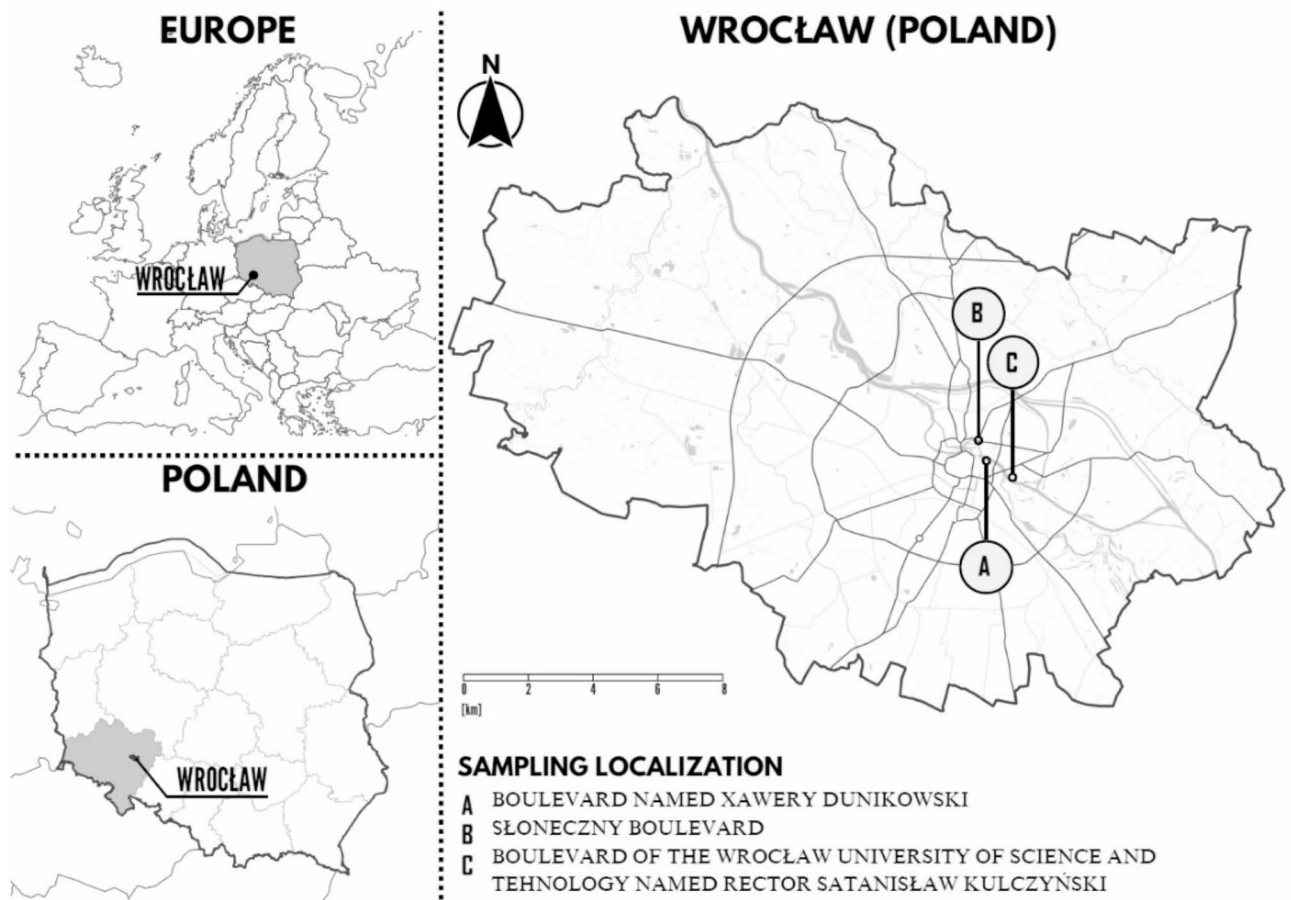 EUROPE
WROCŁAW
POLAND
WROCŁAW
WROCŁAW (POLAND)
N
B
C
A
0 2 4 6 8
[km]
SAMPLING LOCALIZATION
A BOULEVARD NAMED XAWERY DUNIKOWSKI
B SŁONECZNY BOULEVARD
C BOULEVARD OF THE WROCŁAW UNIVERSITY OF SCIENCE AND
TEHNOLOGY NAMED RECTOR SATANISŁAW KULCZYŃSKI